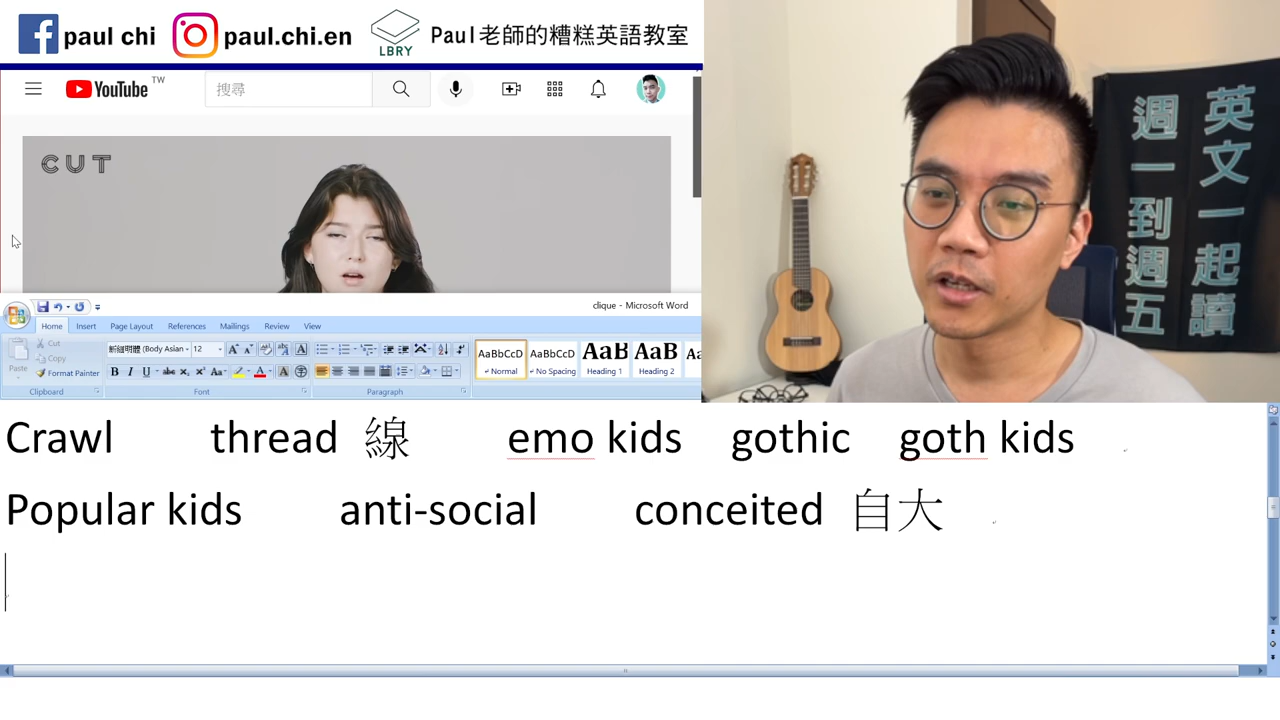 paul chi
paul.chi.en
LBRY
Paul老師的糟糕英語教室
YouTube TW
搜尋
CUT
clique - Microsoft Word
Home Insert Page Layout References Mailings Review View
Cut
Copy
Paste
Format Painter
新細明體 (Body Asian
12
AaBbCcD
Normal
AaBbCcD
No Spacing
AaBb
Heading 1
AaBb
Heading 2
Clipboard
Font
Paragraph
英文一起讀
週一到週五
Crawl thread 線 emo kids gothic goth kids
Popular kids anti-social conceited 自大